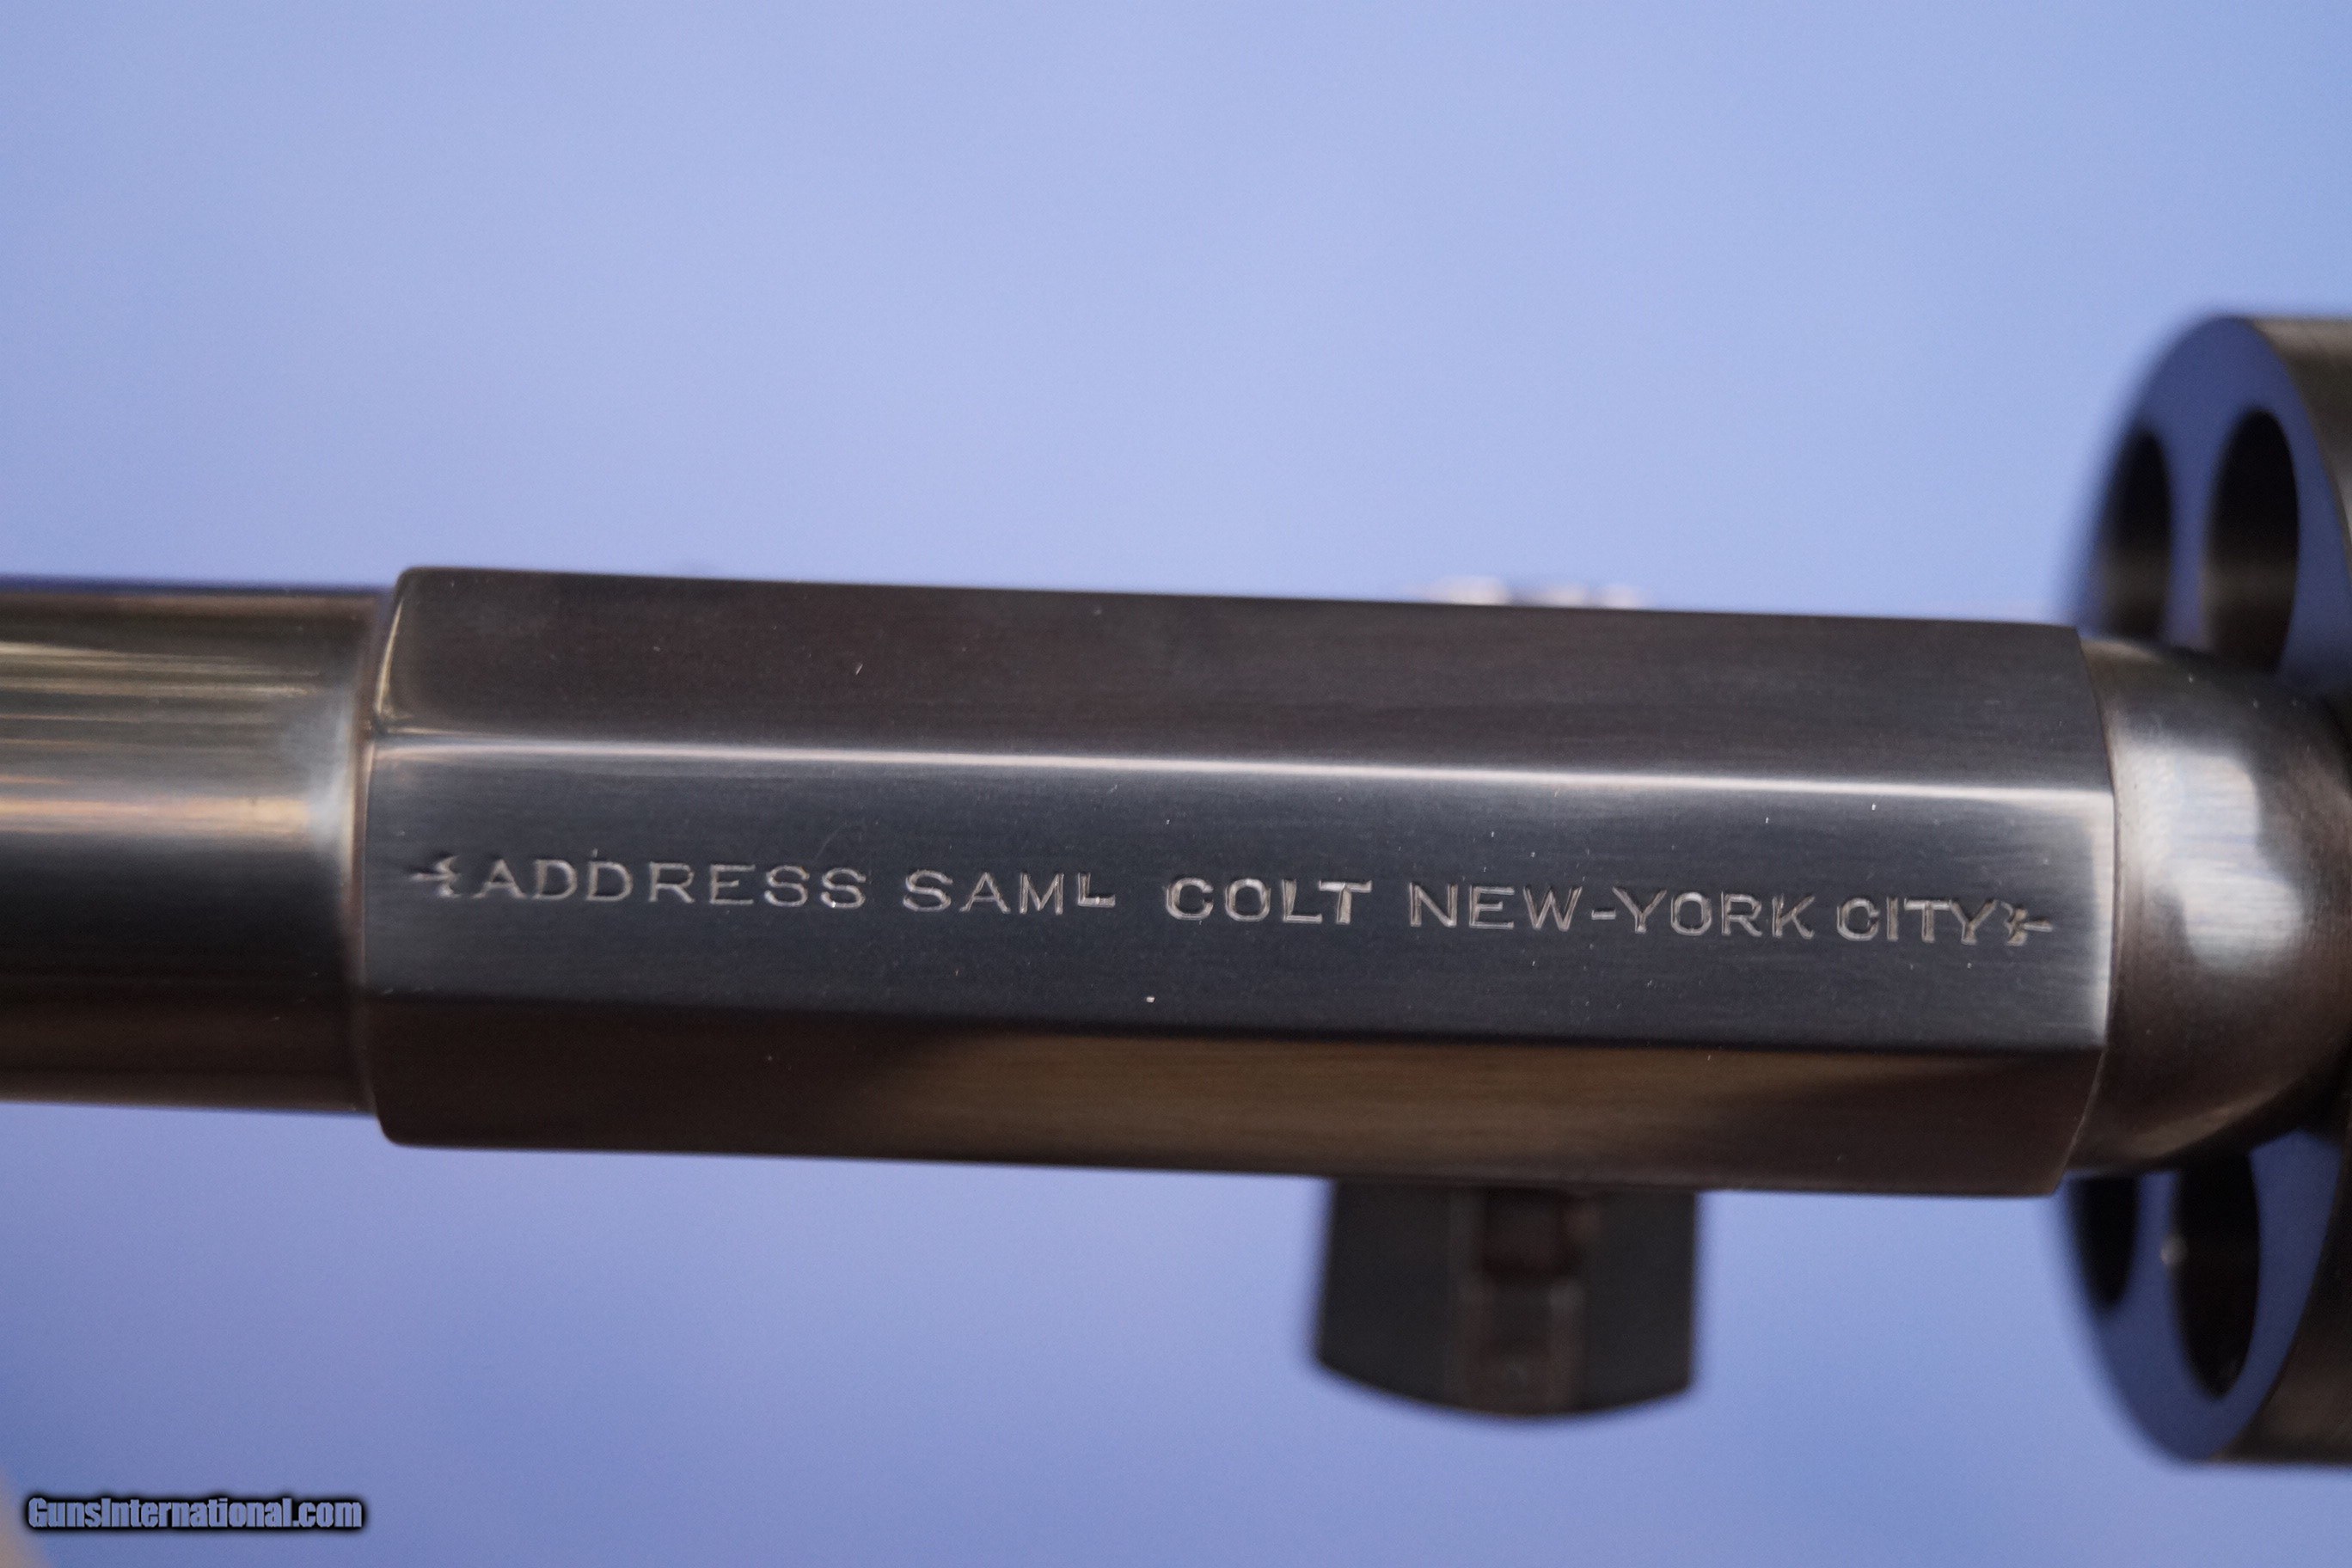 ADDRESS SAML COLT NEW-YORK CITY
GunsInternational.com